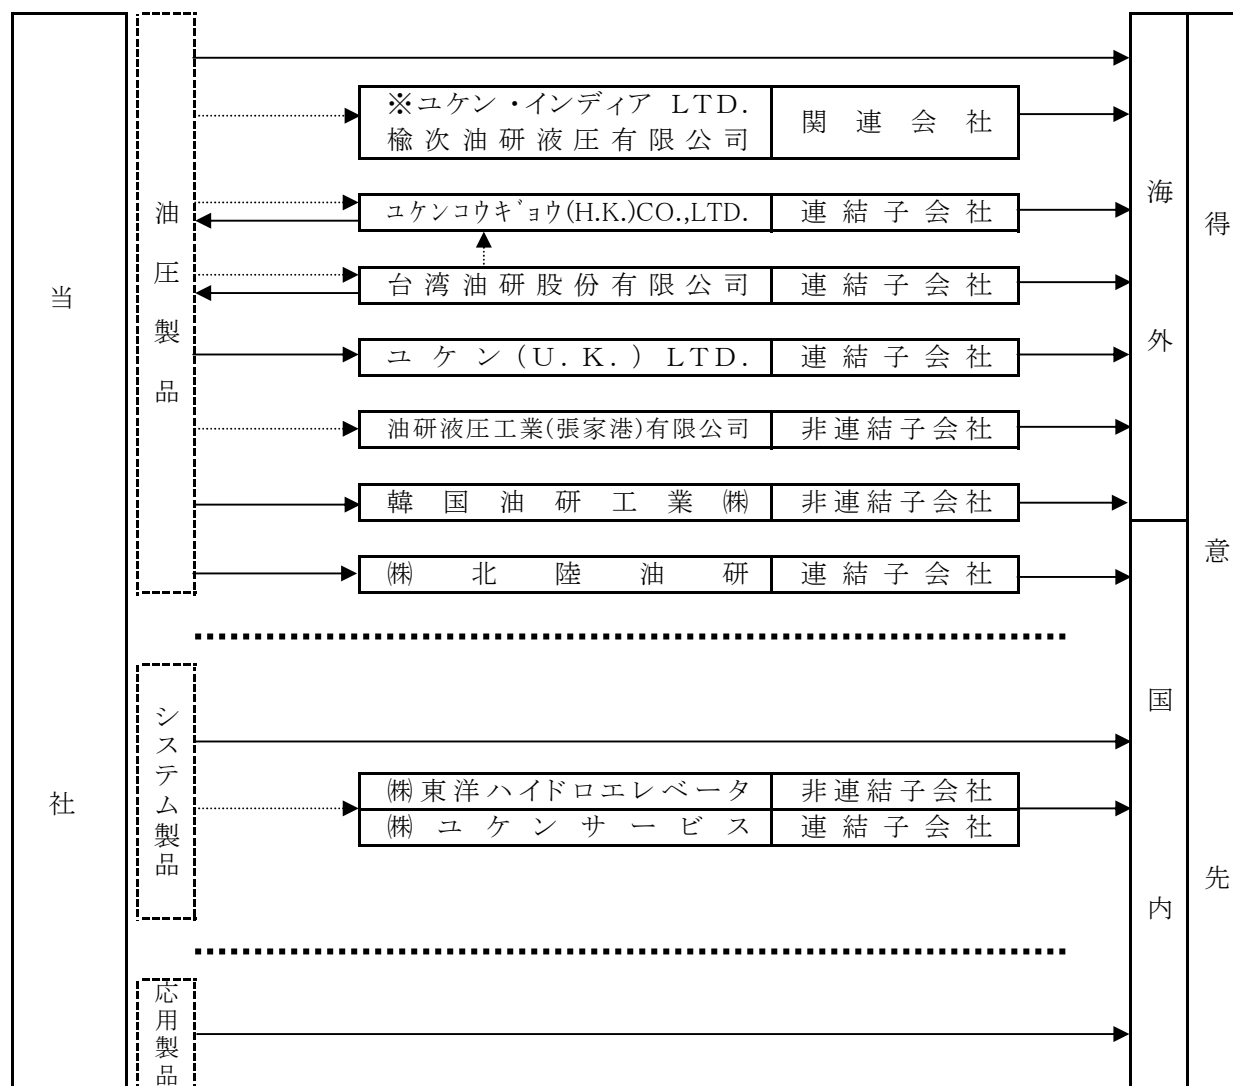 当社
油圧製品
※ユケン・インディア LTD.
楡次油研液圧有限公司
関連会社
ユケンコウギョウ(H.K.)CO.,LTD.
連結子会社
台湾油研股份有限公司
連結子会社
ユケン(U.K.) LTD.
連結子会社
油研液圧工業(張家港)有限公司
非連結子会社
韓国油研工業㈱
非連結子会社
㈱北陸油研
連結子会社
システム製品
㈱東洋ハイドロエレベータ
非連結子会社
㈱ユケンサービス
連結子会社
応用製品
海外
国内
得意先